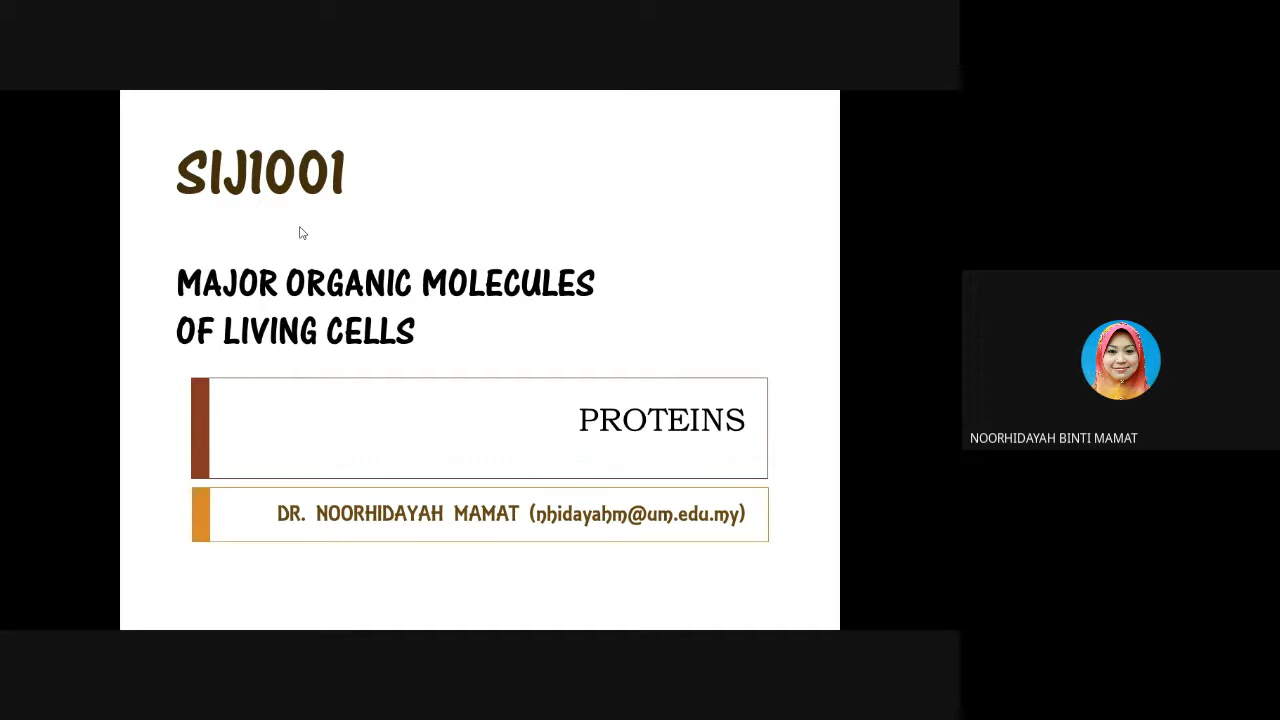 SIJ1001
MAJOR ORGANIC MOLECULES
OF LIVING CELLS
PROTEINS
DR. NOORHIDAYAH MAMAT (nhidayahm@um.edu.my)
NOORHIDAYAH BINTI MAMAT